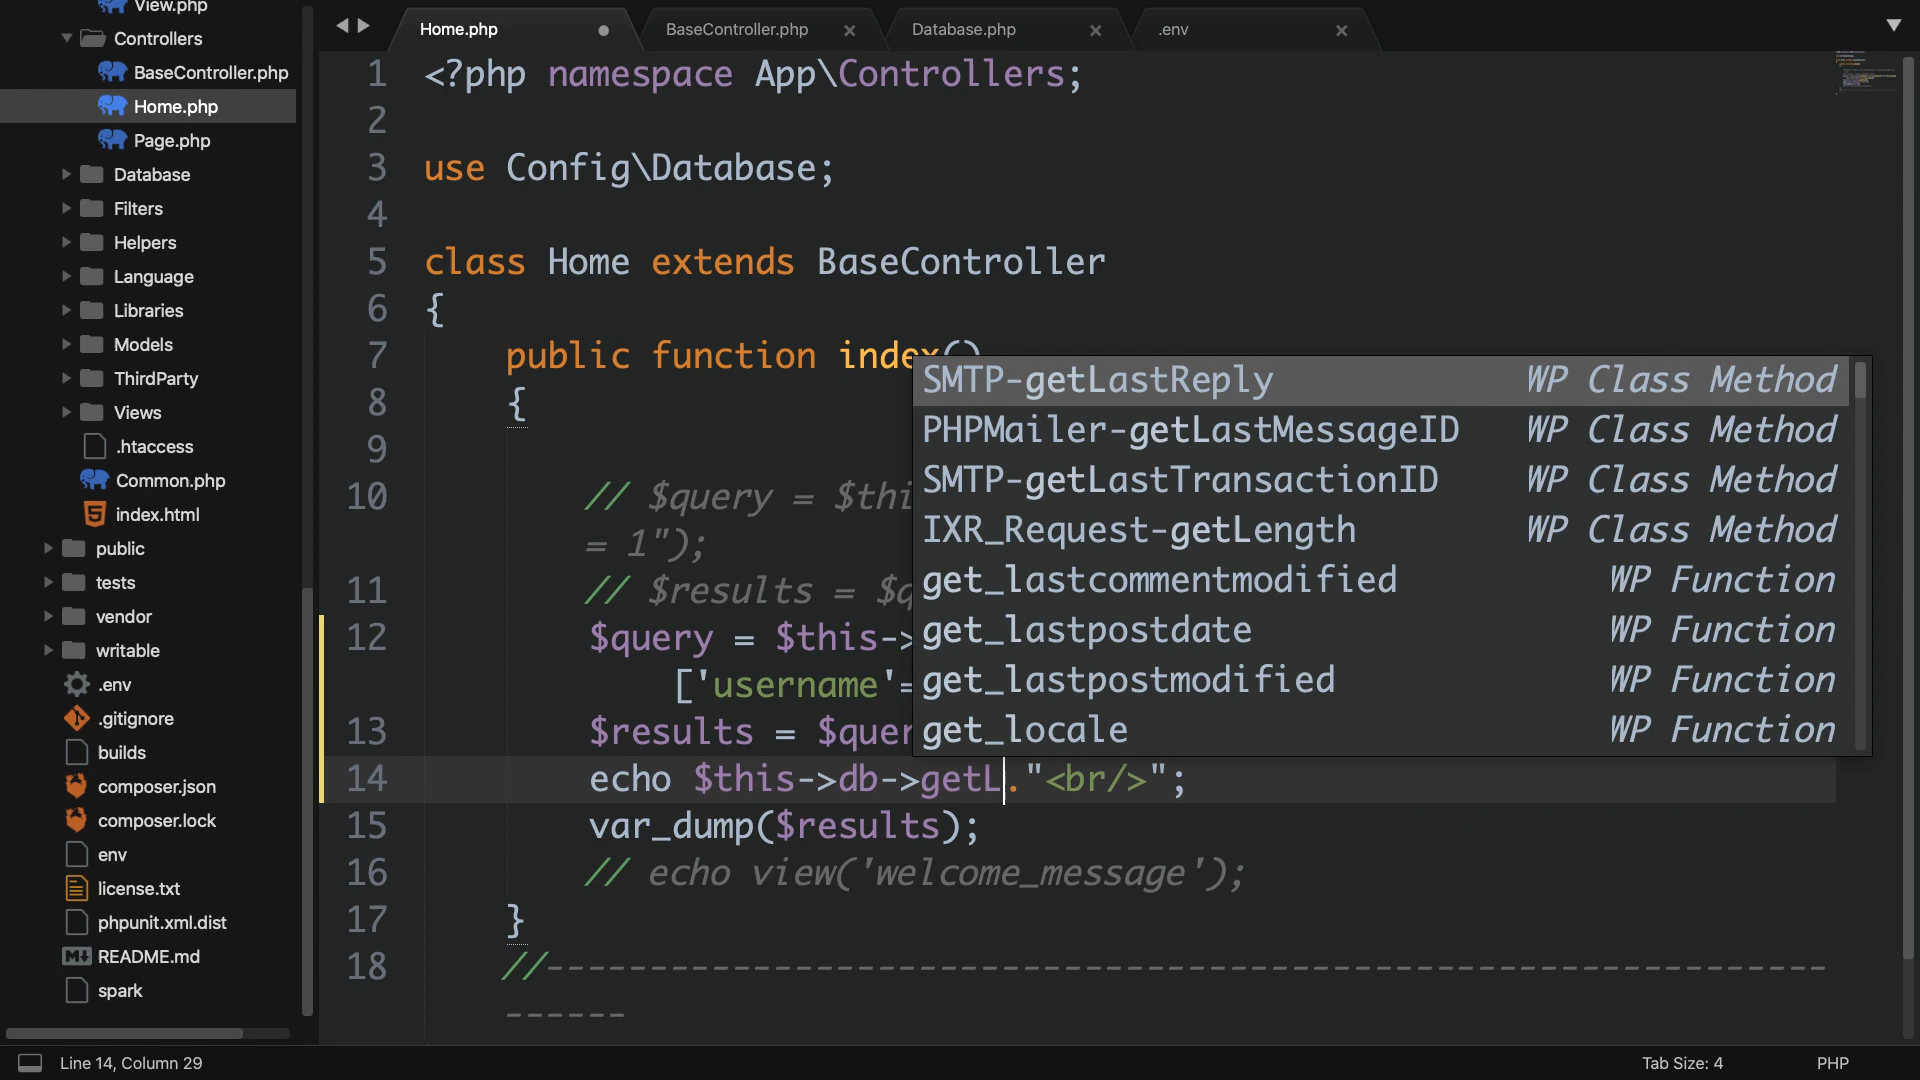 View.php
Controllers
BaseController.php
Home.php
Page.php
Database
Filters
Helpers
Language
Libraries
Models
ThirdParty
Views
.htaccess
Common.php
index.html
public
tests
vendor
writable
.env
.gitignore
builds
composer.json
composer.lock
env
license.txt
phpunit.xml.dist
README.md
spark
Home.php
BaseController.php
Database.php
.env
1 <?php namespace App\Controllers;
2
3 use Config\Database;
4
5 class Home extends BaseController
6 {
7 public function index()
8 {
9
10 // $query = $thi
= 1");
11 // $results = $q
12 $query = $this->
['username'=
13 $results = $quer
14 echo $this->db->getL."<br/>";
15 var_dump($results);
16 // echo view('welcome_message');
17 }
18 //--------------------------------------------------------------
------
SMTP-getLastReply WP Class Method
PHPMailer-getLastMessageID WP Class Method
SMTP-getLastTransactionID WP Class Method
IXR_Request-getLength WP Class Method
get_lastcommentmodified WP Function
get_lastpostdate WP Function
get_lastpostmodified WP Function
get_locale WP Function
Line 14, Column 29
Tab Size: 4
PHP